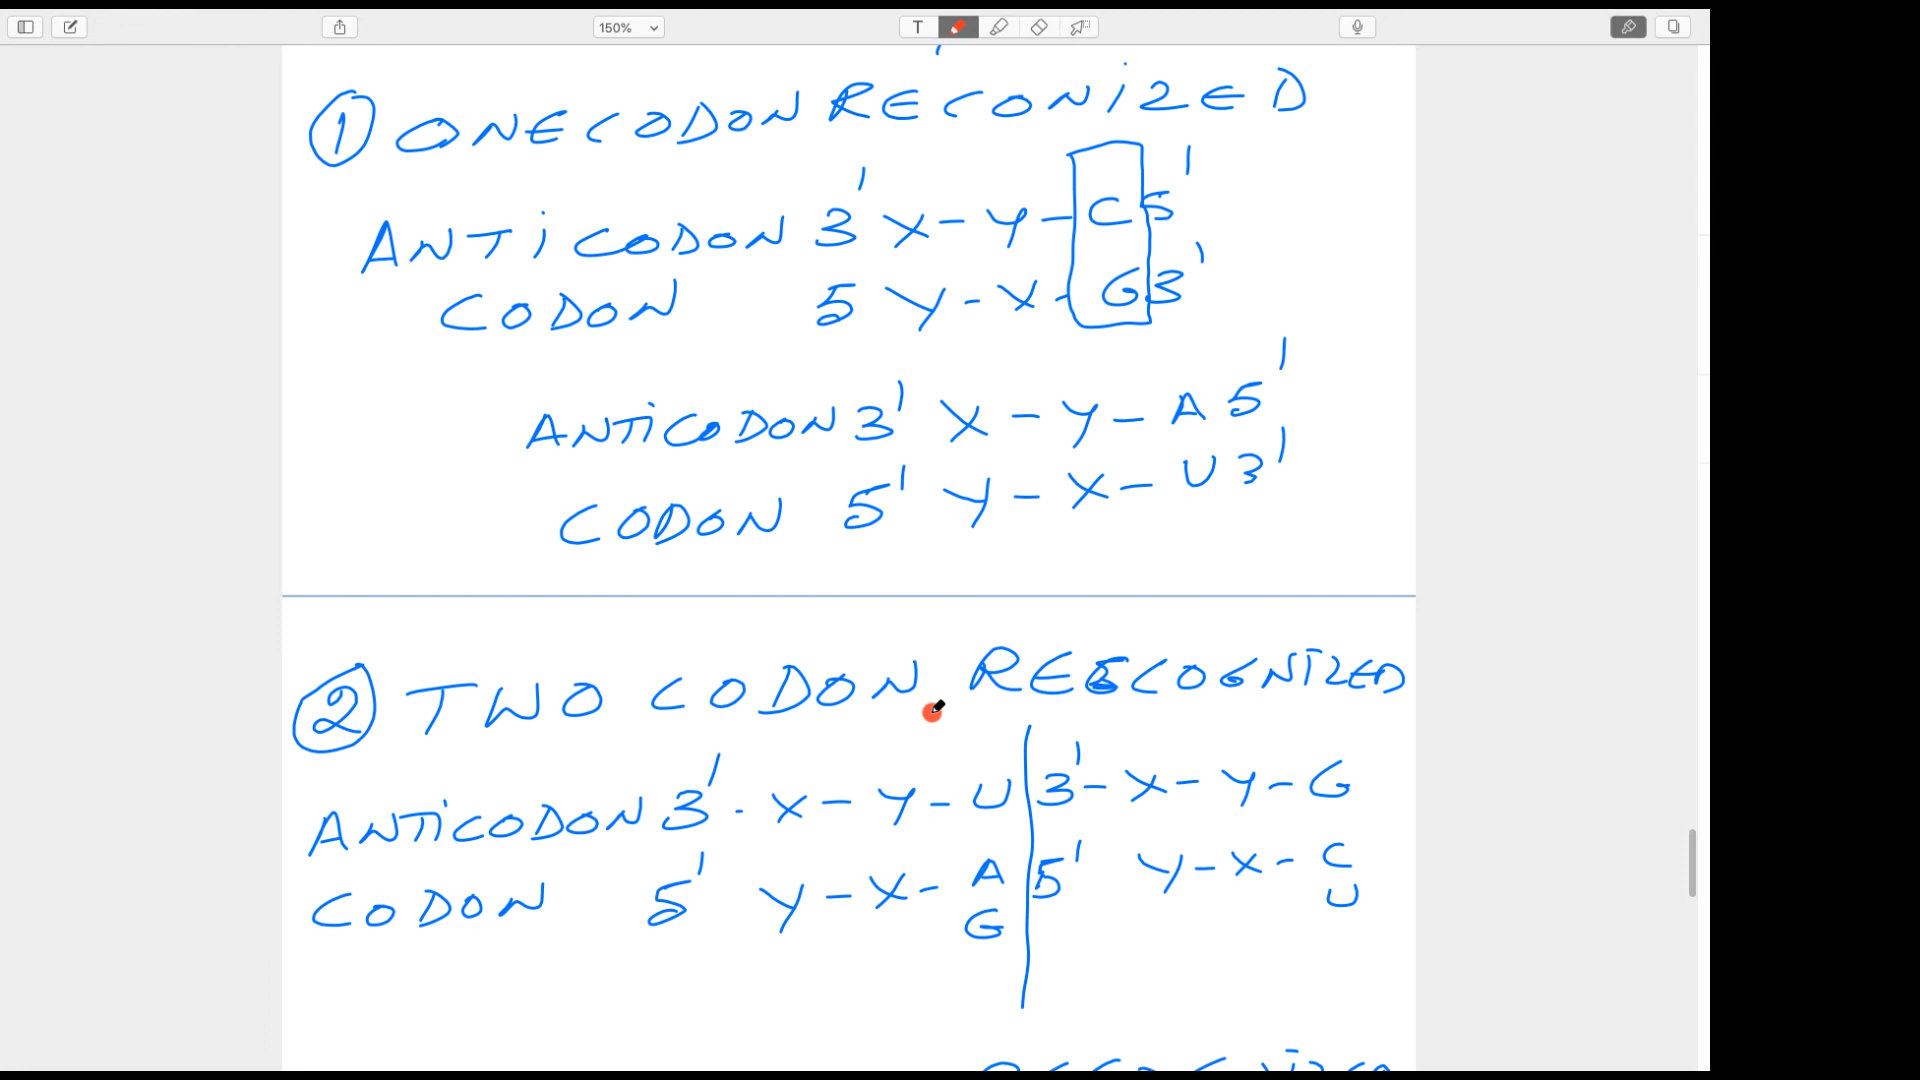 150%
T
① ONE CODON RECONIZED
ANTICODON 3' X - Y - C 5'
CODON 5 Y - X - G 3'
ANTICODON 3' X - Y - A 5'
CODON 5' Y - X - U 3'
② TWO CODON RECOGNIZED
ANTICODON 3' - X - Y - U | 3' - X - Y - G
CODON 5' Y - X - A | 5' Y - X - C
G U